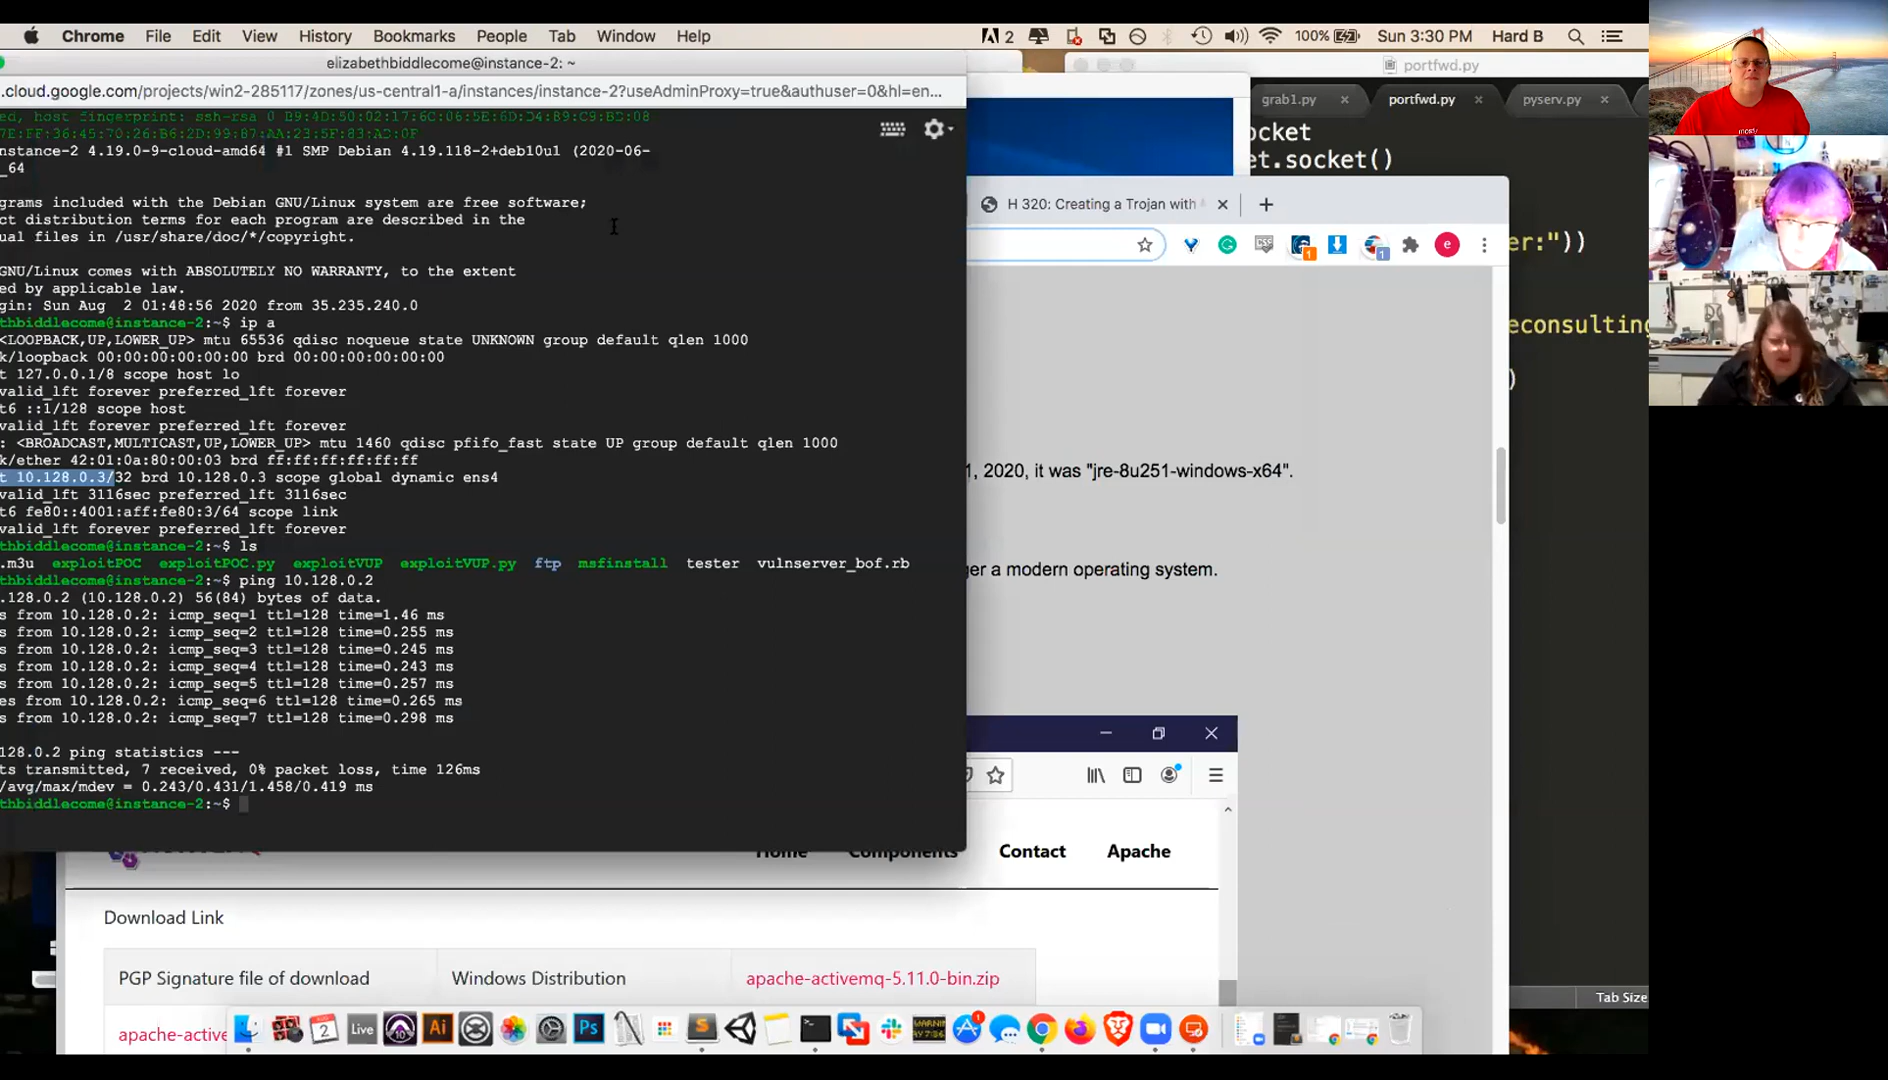 Chrome File Edit View History Bookmarks People Tab Window Help
2 100% Sun 3:30 PM Hard B
elizabethbiddlecome@instance-2: ~
.cloud.google.com/projects/win2-285117/zones/us-central1-a/instances/instance-2?useAdminProxy=true&authuser=0&hl=en...
ed, host fingerprint: ssh-rsa 0
nstance-2 4.19.0-9-cloud-amd64 #1 SMP Debian 4.19.118-2+deb10u1 (2020-06-
_64
grams included with the Debian GNU/Linux system are free software;
ct distribution terms for each program are described in the
ual files in /usr/share/doc/*/copyright.
GNU/Linux comes with ABSOLUTELY NO WARRANTY, to the extent
ed by applicable law.
gin: Sun Aug  2 01:48:56 2020 from 35.235.240.0
thbiddlecome@instance-2:~$ ip a
<LOOPBACK,UP,LOWER_UP> mtu 65536 qdisc noqueue state UNKNOWN group default qlen 1000
k/loopback 00:00:00:00:00:00 brd 00:00:00:00:00:00
t 127.0.0.1/8 scope host lo
valid_lft forever preferred_lft forever
t6 ::1/128 scope host
valid_lft forever preferred_lft forever
: <BROADCAST,MULTICAST,UP,LOWER_UP> mtu 1460 qdisc pfifo_fast state UP group default qlen 1000
k/ether 42:01:0a:80:00:03 brd ff:ff:ff:ff:ff:ff
t 10.128.0.3/32 brd 10.128.0.3 scope global dynamic ens4
valid_lft 3116sec preferred_lft 3116sec
t6 fe80::4001:aff:fe80:3/64 scope link
valid_lft forever preferred_lft forever
thbiddlecome@instance-2:~$ ls
.m3u exploitPOC exploitPOC.py exploitVUP exploitVUP.py ftp msfinstall tester vulnserver_bof.rb
thbiddlecome@instance-2:~$ ping 10.128.0.2
.128.0.2 (10.128.0.2) 56(84) bytes of data.
s from 10.128.0.2: icmp_seq=1 ttl=128 time=1.46 ms
s from 10.128.0.2: icmp_seq=2 ttl=128 time=0.255 ms
s from 10.128.0.2: icmp_seq=3 ttl=128 time=0.245 ms
s from 10.128.0.2: icmp_seq=4 ttl=128 time=0.243 ms
s from 10.128.0.2: icmp_seq=5 ttl=128 time=0.257 ms
es from 10.128.0.2: icmp_seq=6 ttl=128 time=0.265 ms
s from 10.128.0.2: icmp_seq=7 ttl=128 time=0.298 ms
128.0.2 ping statistics ---
ts transmitted, 7 received, 0% packet loss, time 126ms
/avg/max/mdev = 0.243/0.431/1.458/0.419 ms
thbiddlecome@instance-2:~$
portfwd.py
grab1.py portfwd.py pyserv.py
ocket
et.socket()
er:"))
econsulting
)
H 320: Creating a Trojan with
1, 2020, it was "jre-8u251-windows-x64".
ger a modern operating system.
Home Components Contact Apache
Download Link
PGP Signature file of download Windows Distribution apache-activemq-5.11.0-bin.zip
apache-active
Tab Size